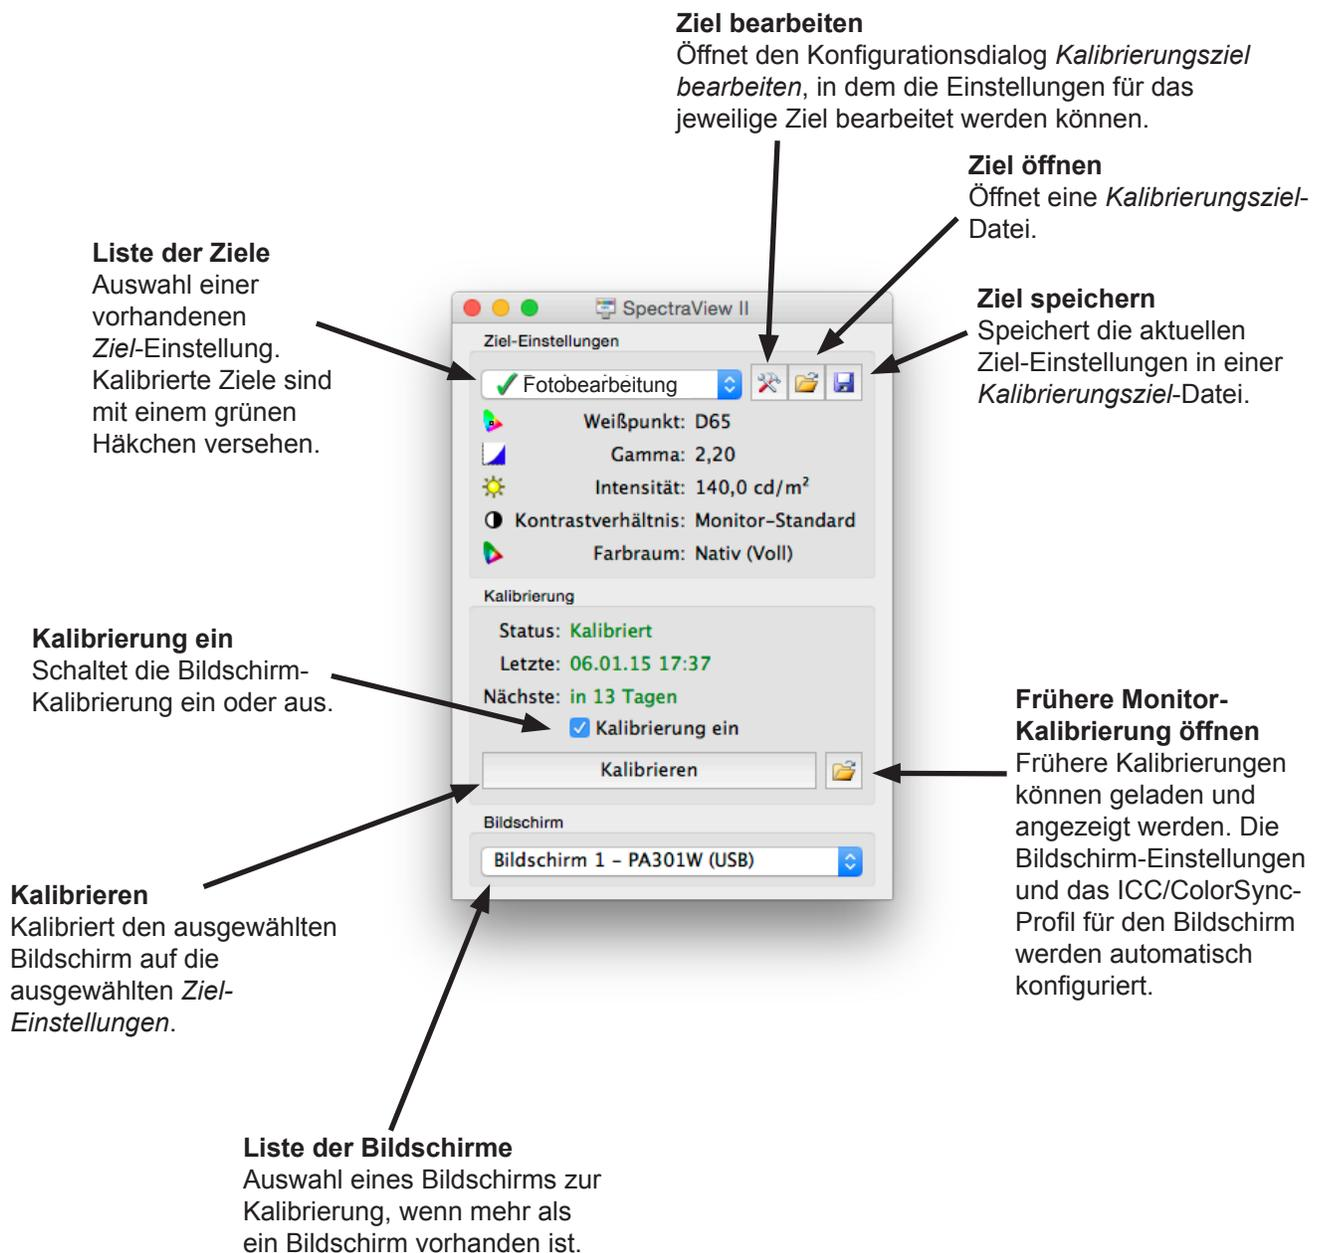 Ziel bearbeiten
Öffnet den Konfigurationsdialog Kalibrierungsziel
bearbeiten, in dem die Einstellungen für das
jeweilige Ziel bearbeitet werden können.
Ziel öffnen
Öffnet eine Kalibrierungsziel-
Datei.
Liste der Ziele
Auswahl einer
vorhandenen
Ziel-Einstellung.
Kalibrierte Ziele sind
mit einem grünen
Häkchen versehen.
Ziel speichern
Speichert die aktuellen
Ziel-Einstellungen in einer
Kalibrierungsziel-Datei.
SpectraView II
Ziel-Einstellungen
Fotobearbeitung
Weißpunkt: D65
Gamma: 2,20
Intensität: 140,0 cd/m²
Kontrastverhältnis: Monitor-Standard
Farbraum: Nativ (Voll)
Kalibrierung
Status: Kalibriert
Letzte: 06.01.15 17:37
Nächste: in 13 Tagen
Kalibrierung ein
Kalibrieren
Bildschirm
Bildschirm 1 - PA301W (USB)
Kalibrierung ein
Schaltet die Bildschirm-
Kalibrierung ein oder aus.
Frühere Monitor-
Kalibrierung öffnen
Frühere Kalibrierungen
können geladen und
angezeigt werden. Die
Bildschirm-Einstellungen
und das ICC/ColorSync-
Profil für den Bildschirm
werden automatisch
konfiguriert.
Kalibrieren
Kalibriert den ausgewählten
Bildschirm auf die
ausgewählten Ziel-
Einstellungen.
Liste der Bildschirme
Auswahl eines Bildschirms zur
Kalibrierung, wenn mehr als
ein Bildschirm vorhanden ist.